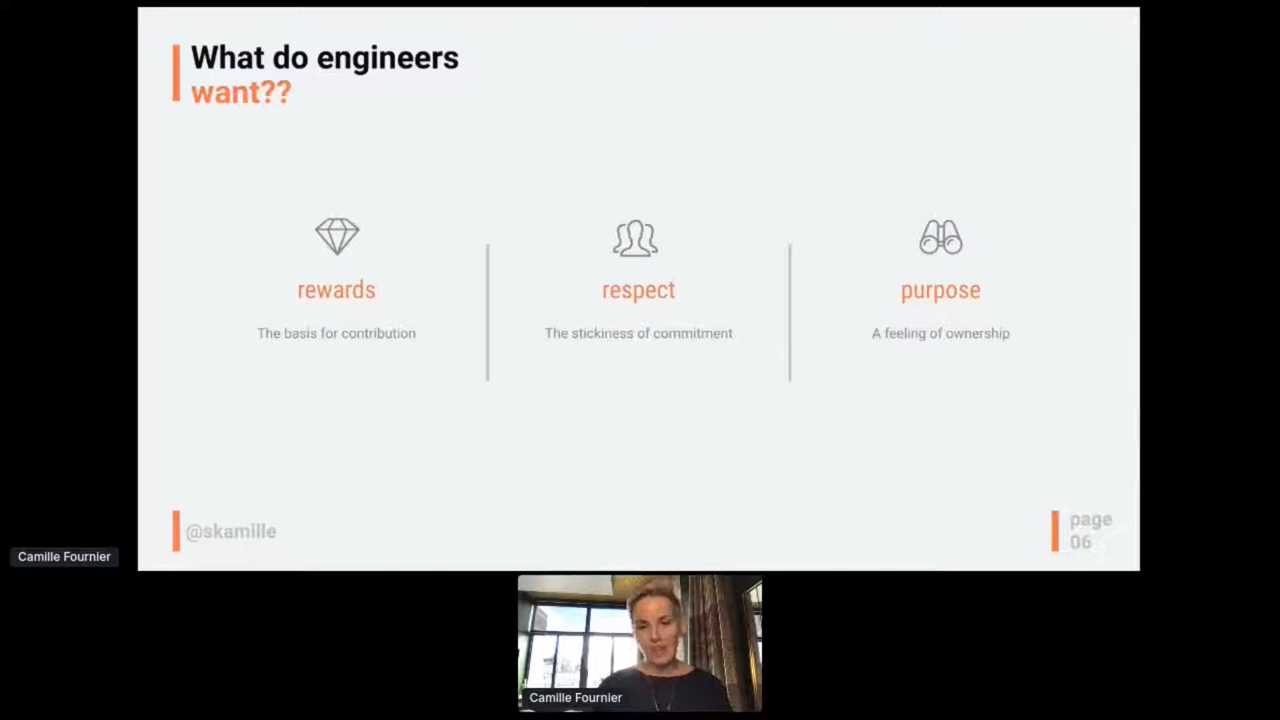 What do engineers
want??
rewards
The basis for contribution
respect
The stickiness of commitment
purpose
A feeling of ownership
@skamille
page
06
Camille Fournier
Camille Fournier